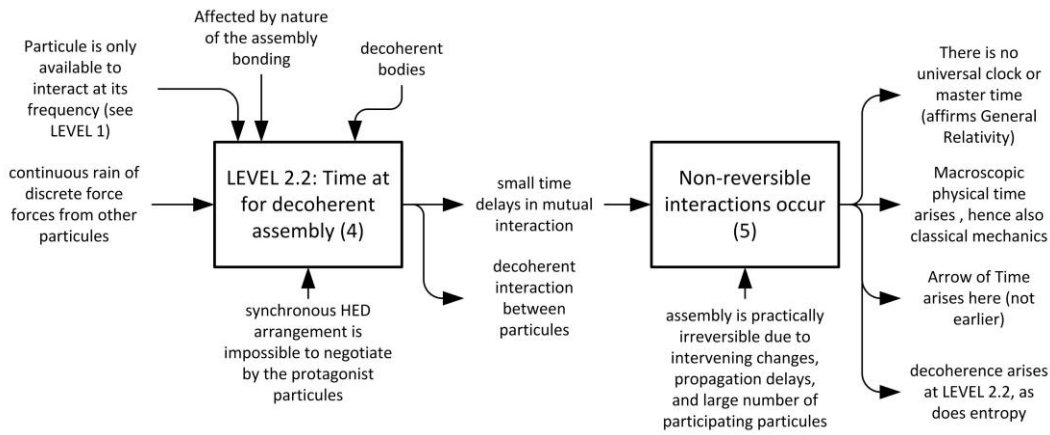 Affected by nature
of the assembly
bonding
Particule is only
available to
interact at its
frequency (see
LEVEL 1)
decoherent
bodies
continuous rain of
discrete force
forces from other
particules
LEVEL 2.2: Time at
for decoherent
assembly (4)
synchronous HED
arrangement is
impossible to negotiate
by the protagonist
particules
small time
delays in mutual
interaction
decoherent
interaction
between
particules
Non-reversible
interactions occur
(5)
assembly is practically
irreversible due to
intervening changes,
propagation delays,
and large number of
participating particules
There is no
universal clock or
master time
(affirms General
Relativity)
Macroscopic
physical time
arises , hence also
classical mechanics
Arrow of Time
arises here (not
earlier)
decoherence arises
at LEVEL 2.2, as
does entropy